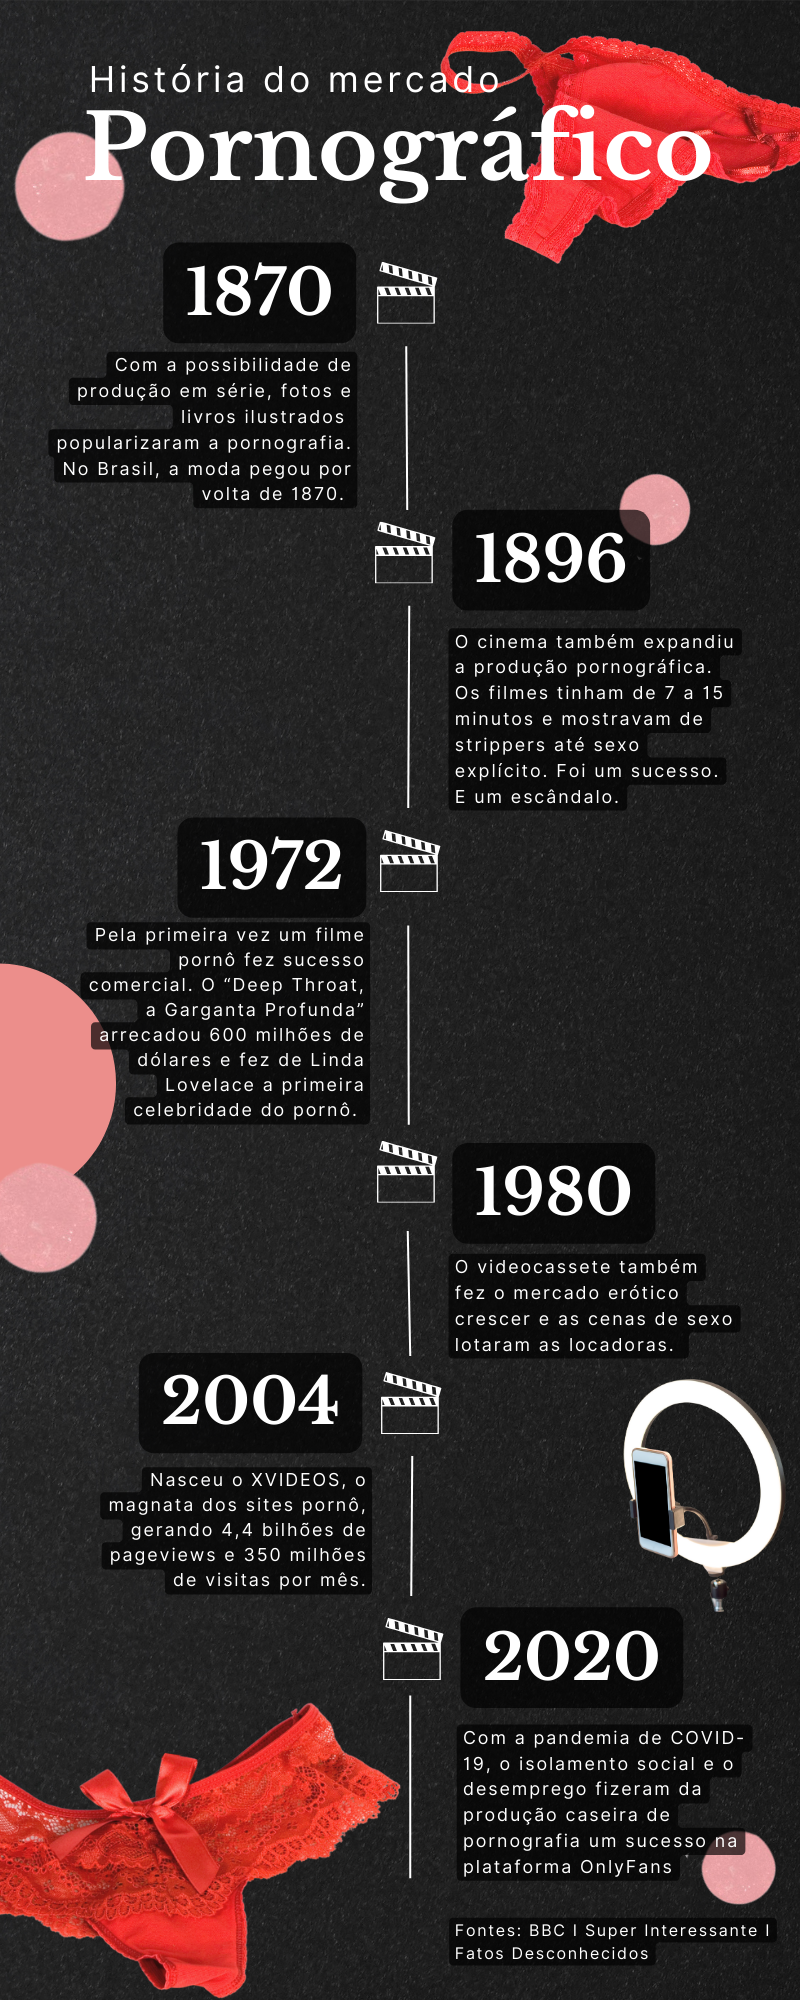 História do mercado
Pornográfico
1870
Com a possibilidade de
produção em série, fotos e
livros ilustrados
popularizaram a pornografia.
No Brasil, a moda pegou por
volta de 1870.
1896
O cinema também expandiu
a produção pornográfica.
Os filmes tinham de 7 a 15
minutos e mostravam de
strippers até sexo
explícito. Foi um sucesso.
E um escândalo.
1972
Pela primeira vez um filme
pornô fez sucesso
comercial. O “Deep Throat,
a Garganta Profunda”
arrecadou 600 milhões de
dólares e fez de Linda
Lovelace a primeira
celebridade do pornô.
1980
O videocassete também
fez o mercado erótico
crescer e as cenas de sexo
lotaram as locadoras.
2004
Nasceu o XVIDEOS, o
magnata dos sites pornô,
gerando 4,4 bilhões de
pageviews e 350 milhões
de visitas por mês.
2020
Com a pandemia de COVID-
19, o isolamento social e o
desemprego fizeram da
produção caseira de
pornografia um sucesso na
plataforma OnlyFans
Fontes: BBC I Super Interessante I
Fatos Desconhecidos